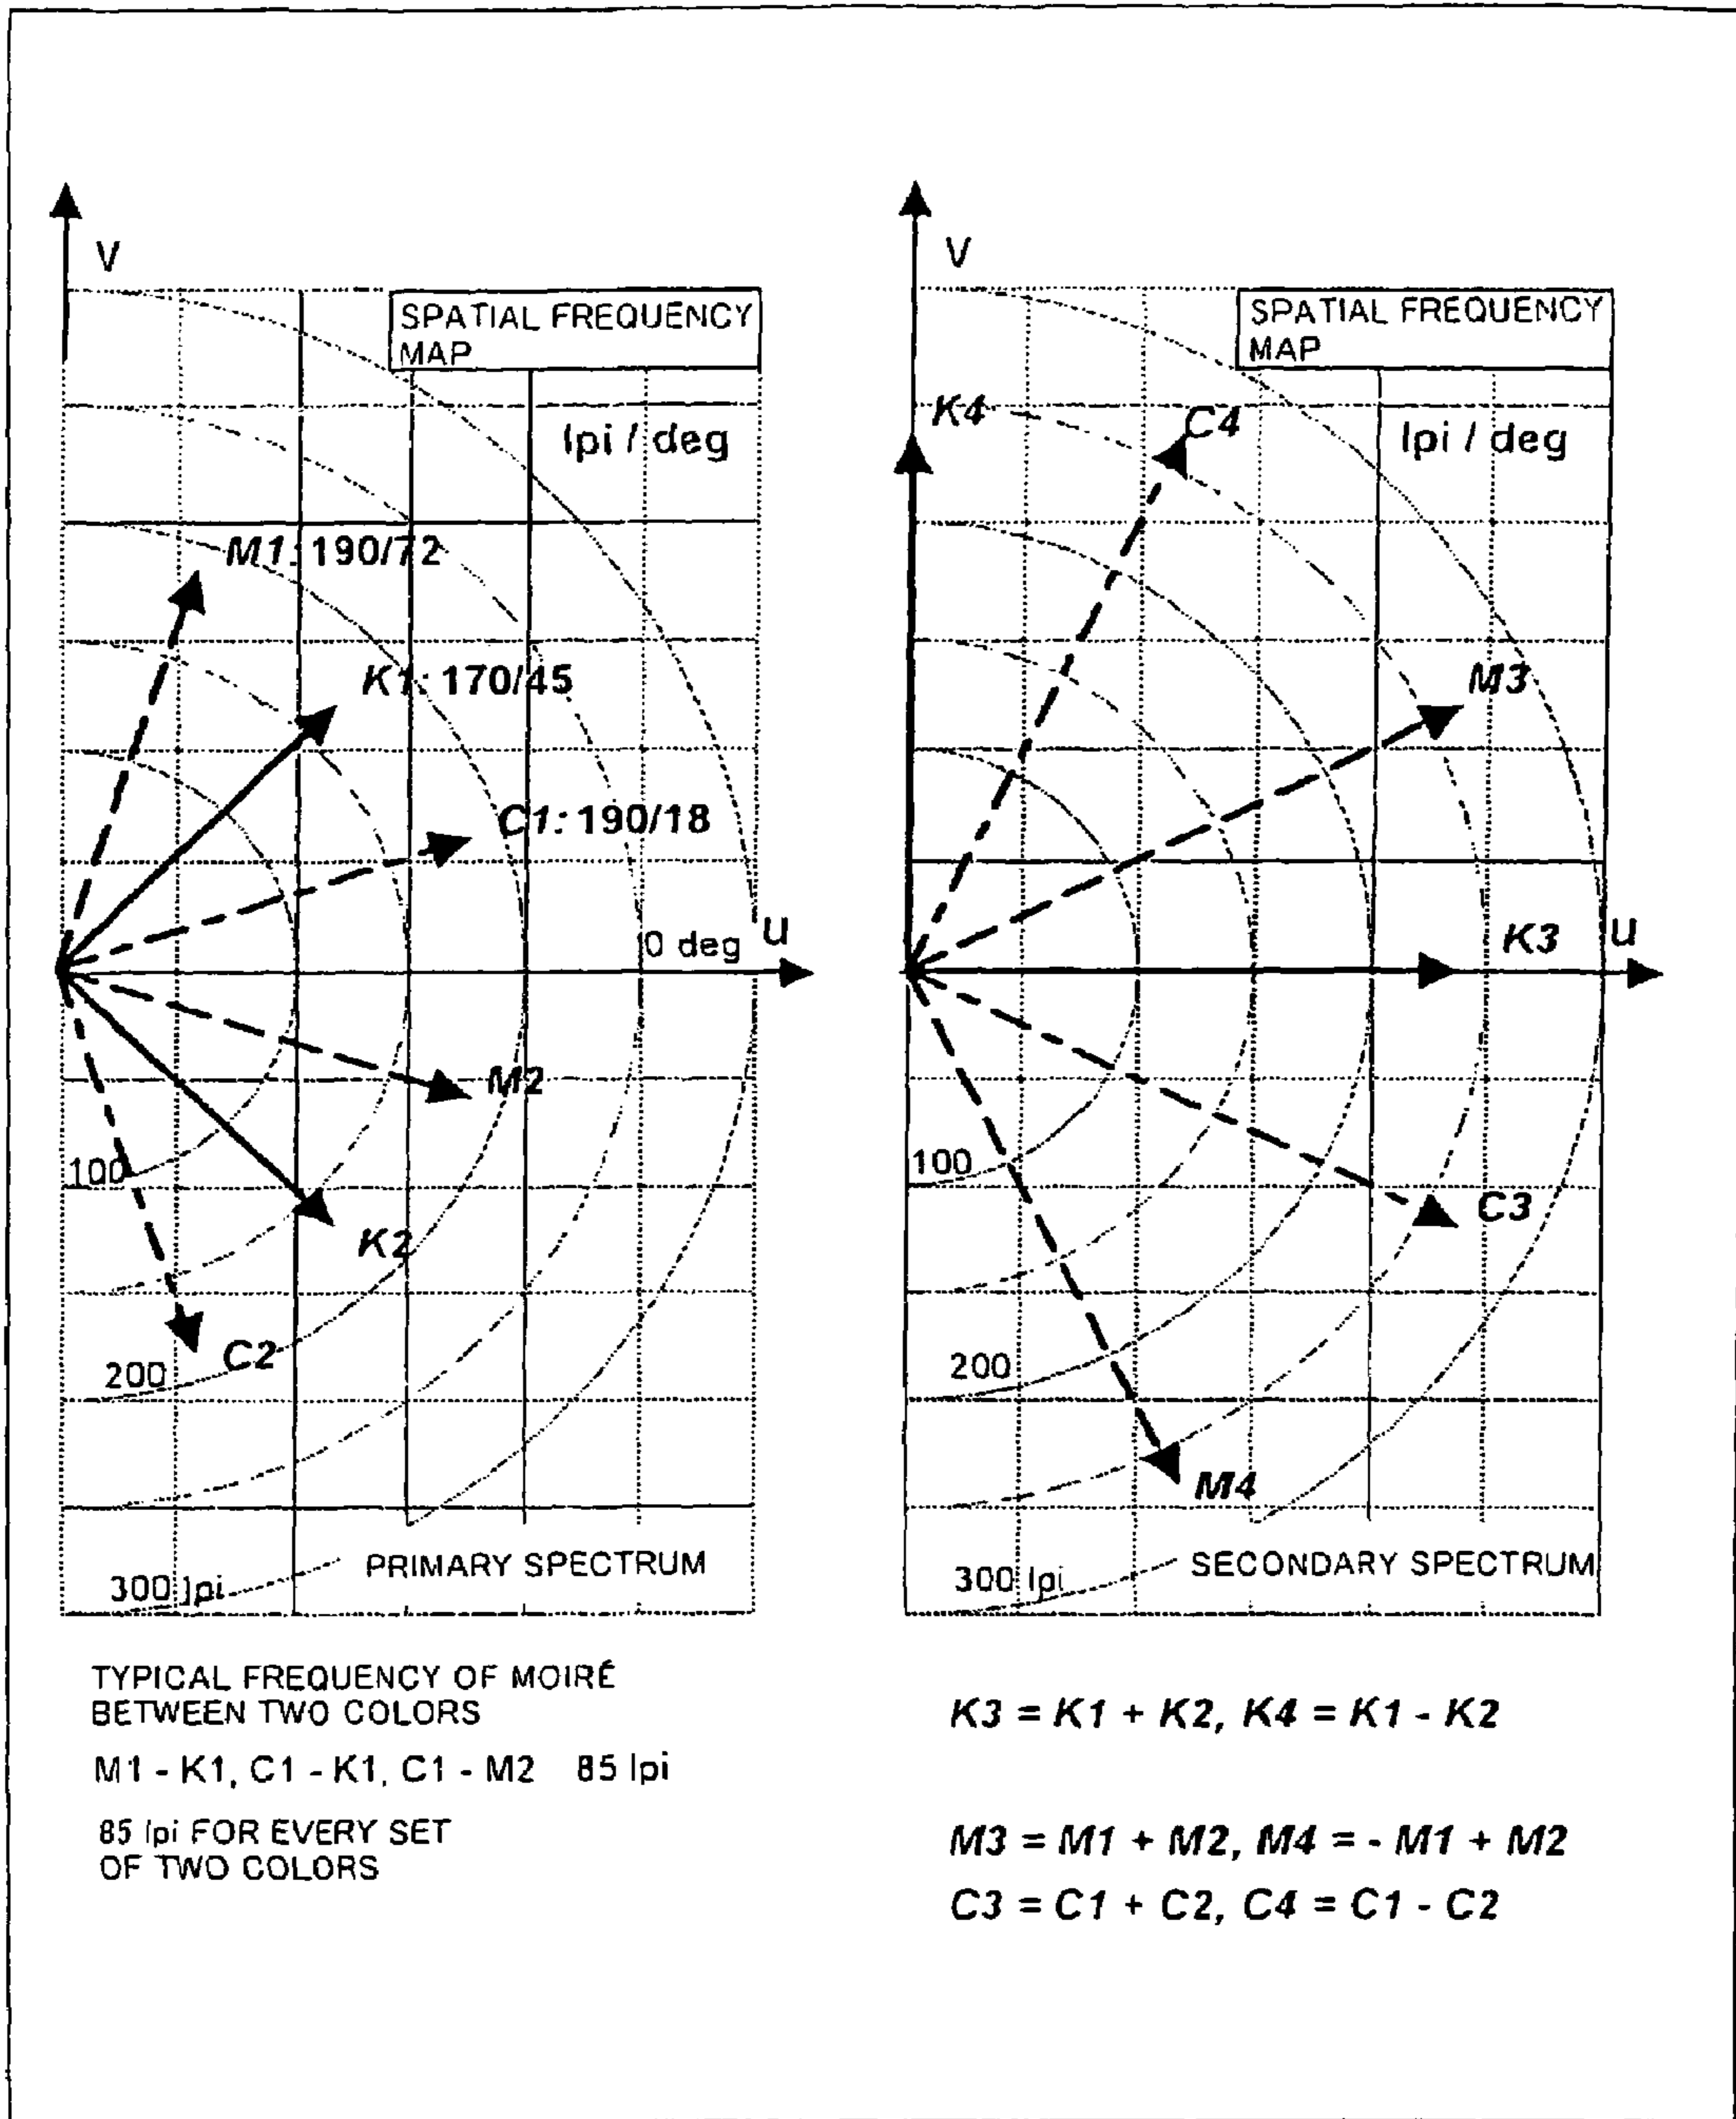 V
SPATIAL FREQUENCY
MAP
lpi / deg
M1: 190/72
K1: 170/45
C1: 190/18
0 deg
u
M2
100
K2
C2
200
PRIMARY SPECTRUM
300 lpi
V
SPATIAL FREQUENCY
MAP
K4
C4
lpi / deg
M3
K3
u
100
C3
200
M4
SECONDARY SPECTRUM
300 lpi
TYPICAL FREQUENCY OF MOIRÉ
BETWEEN TWO COLORS
M1 - K1, C1 - K1, C1 - M2 85 lpi
85 lpi FOR EVERY SET
OF TWO COLORS
K3 = K1 + K2, K4 = K1 - K2
M3 = M1 + M2, M4 = - M1 + M2
C3 = C1 + C2, C4 = C1 - C2